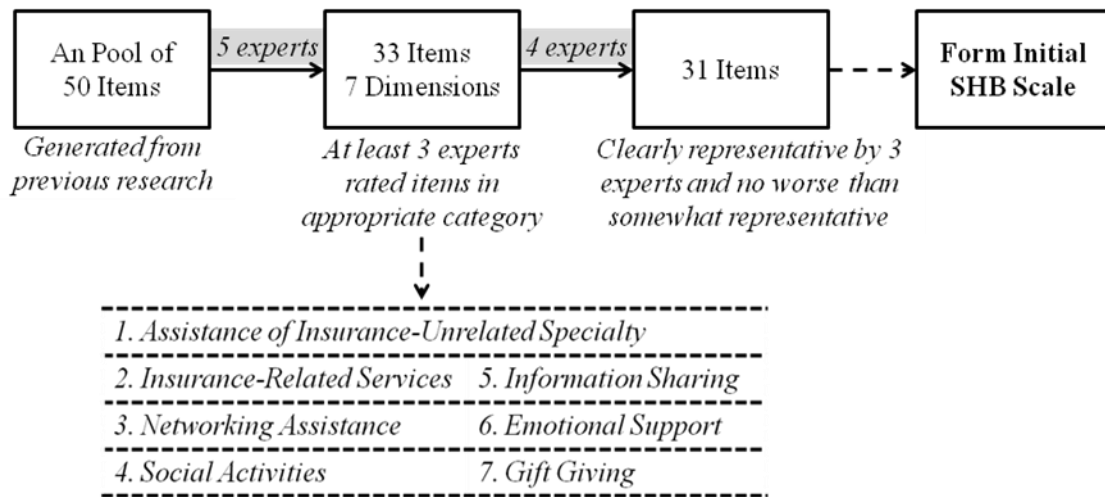 An Pool of
50 Items
5 experts
33 Items
7 Dimensions
4 experts
31 Items
Form Initial
SHB Scale
Generated from
previous research
At least 3 experts
rated items in
appropriate category
Clearly representative by 3
experts and no worse than
somewhat representative
1. Assistance of Insurance-Unrelated Specialty
2. Insurance-Related Services
5. Information Sharing
3. Networking Assistance
6. Emotional Support
4. Social Activities
7. Gift Giving